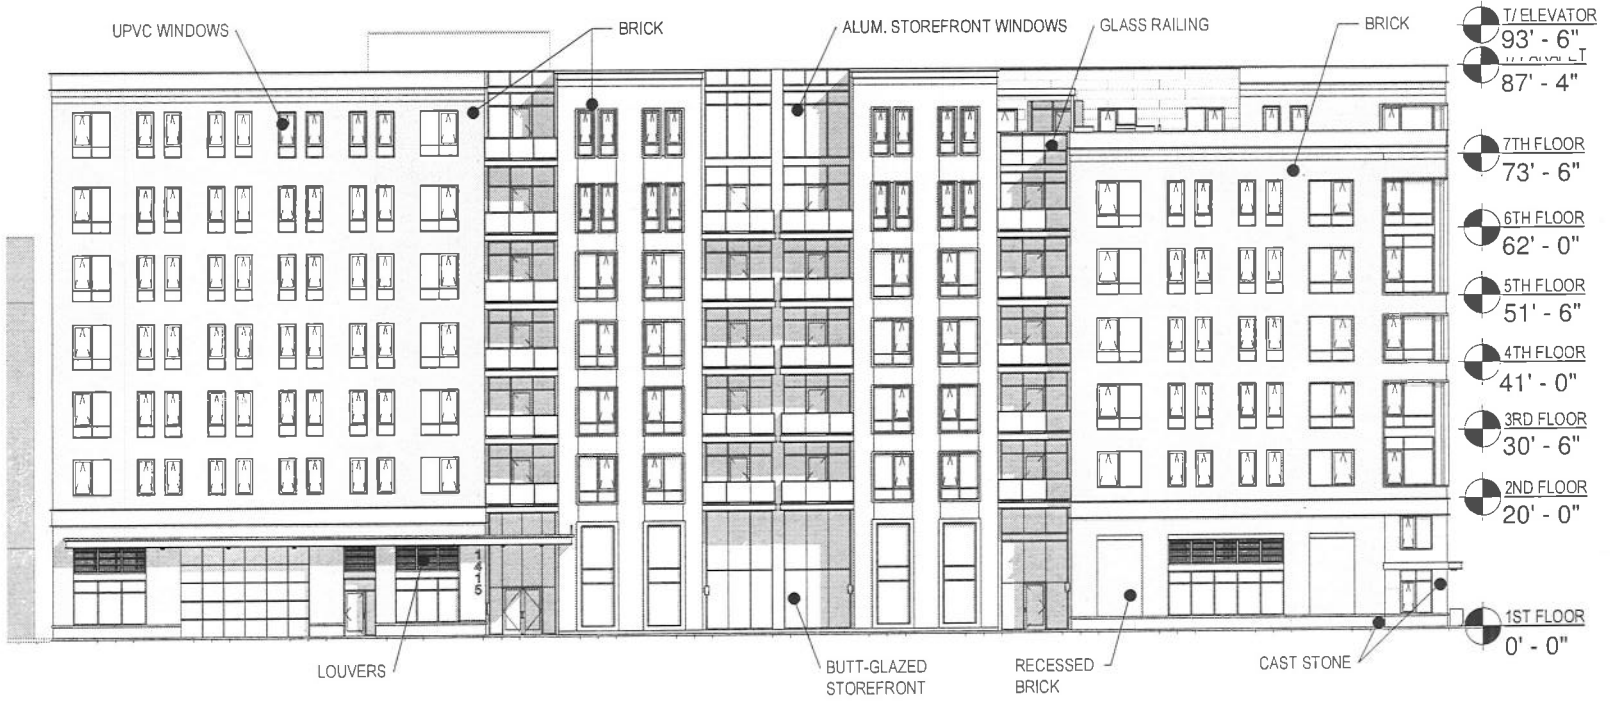 UPVC WINDOWS
BRICK
ALUM. STOREFRONT WINDOWS
GLASS RAILING
BRICK
T/ ELEVATOR
93' - 6"
87' - 4"
7TH FLOOR
73' - 6"
6TH FLOOR
62' - 0"
5TH FLOOR
51' - 6"
4TH FLOOR
41' - 0"
3RD FLOOR
30' - 6"
2ND FLOOR
20' - 0"
1415
1ST FLOOR
0' - 0"
LOUVERS
BUTT-GLAZED
STOREFRONT
RECESSED
BRICK
CAST STONE